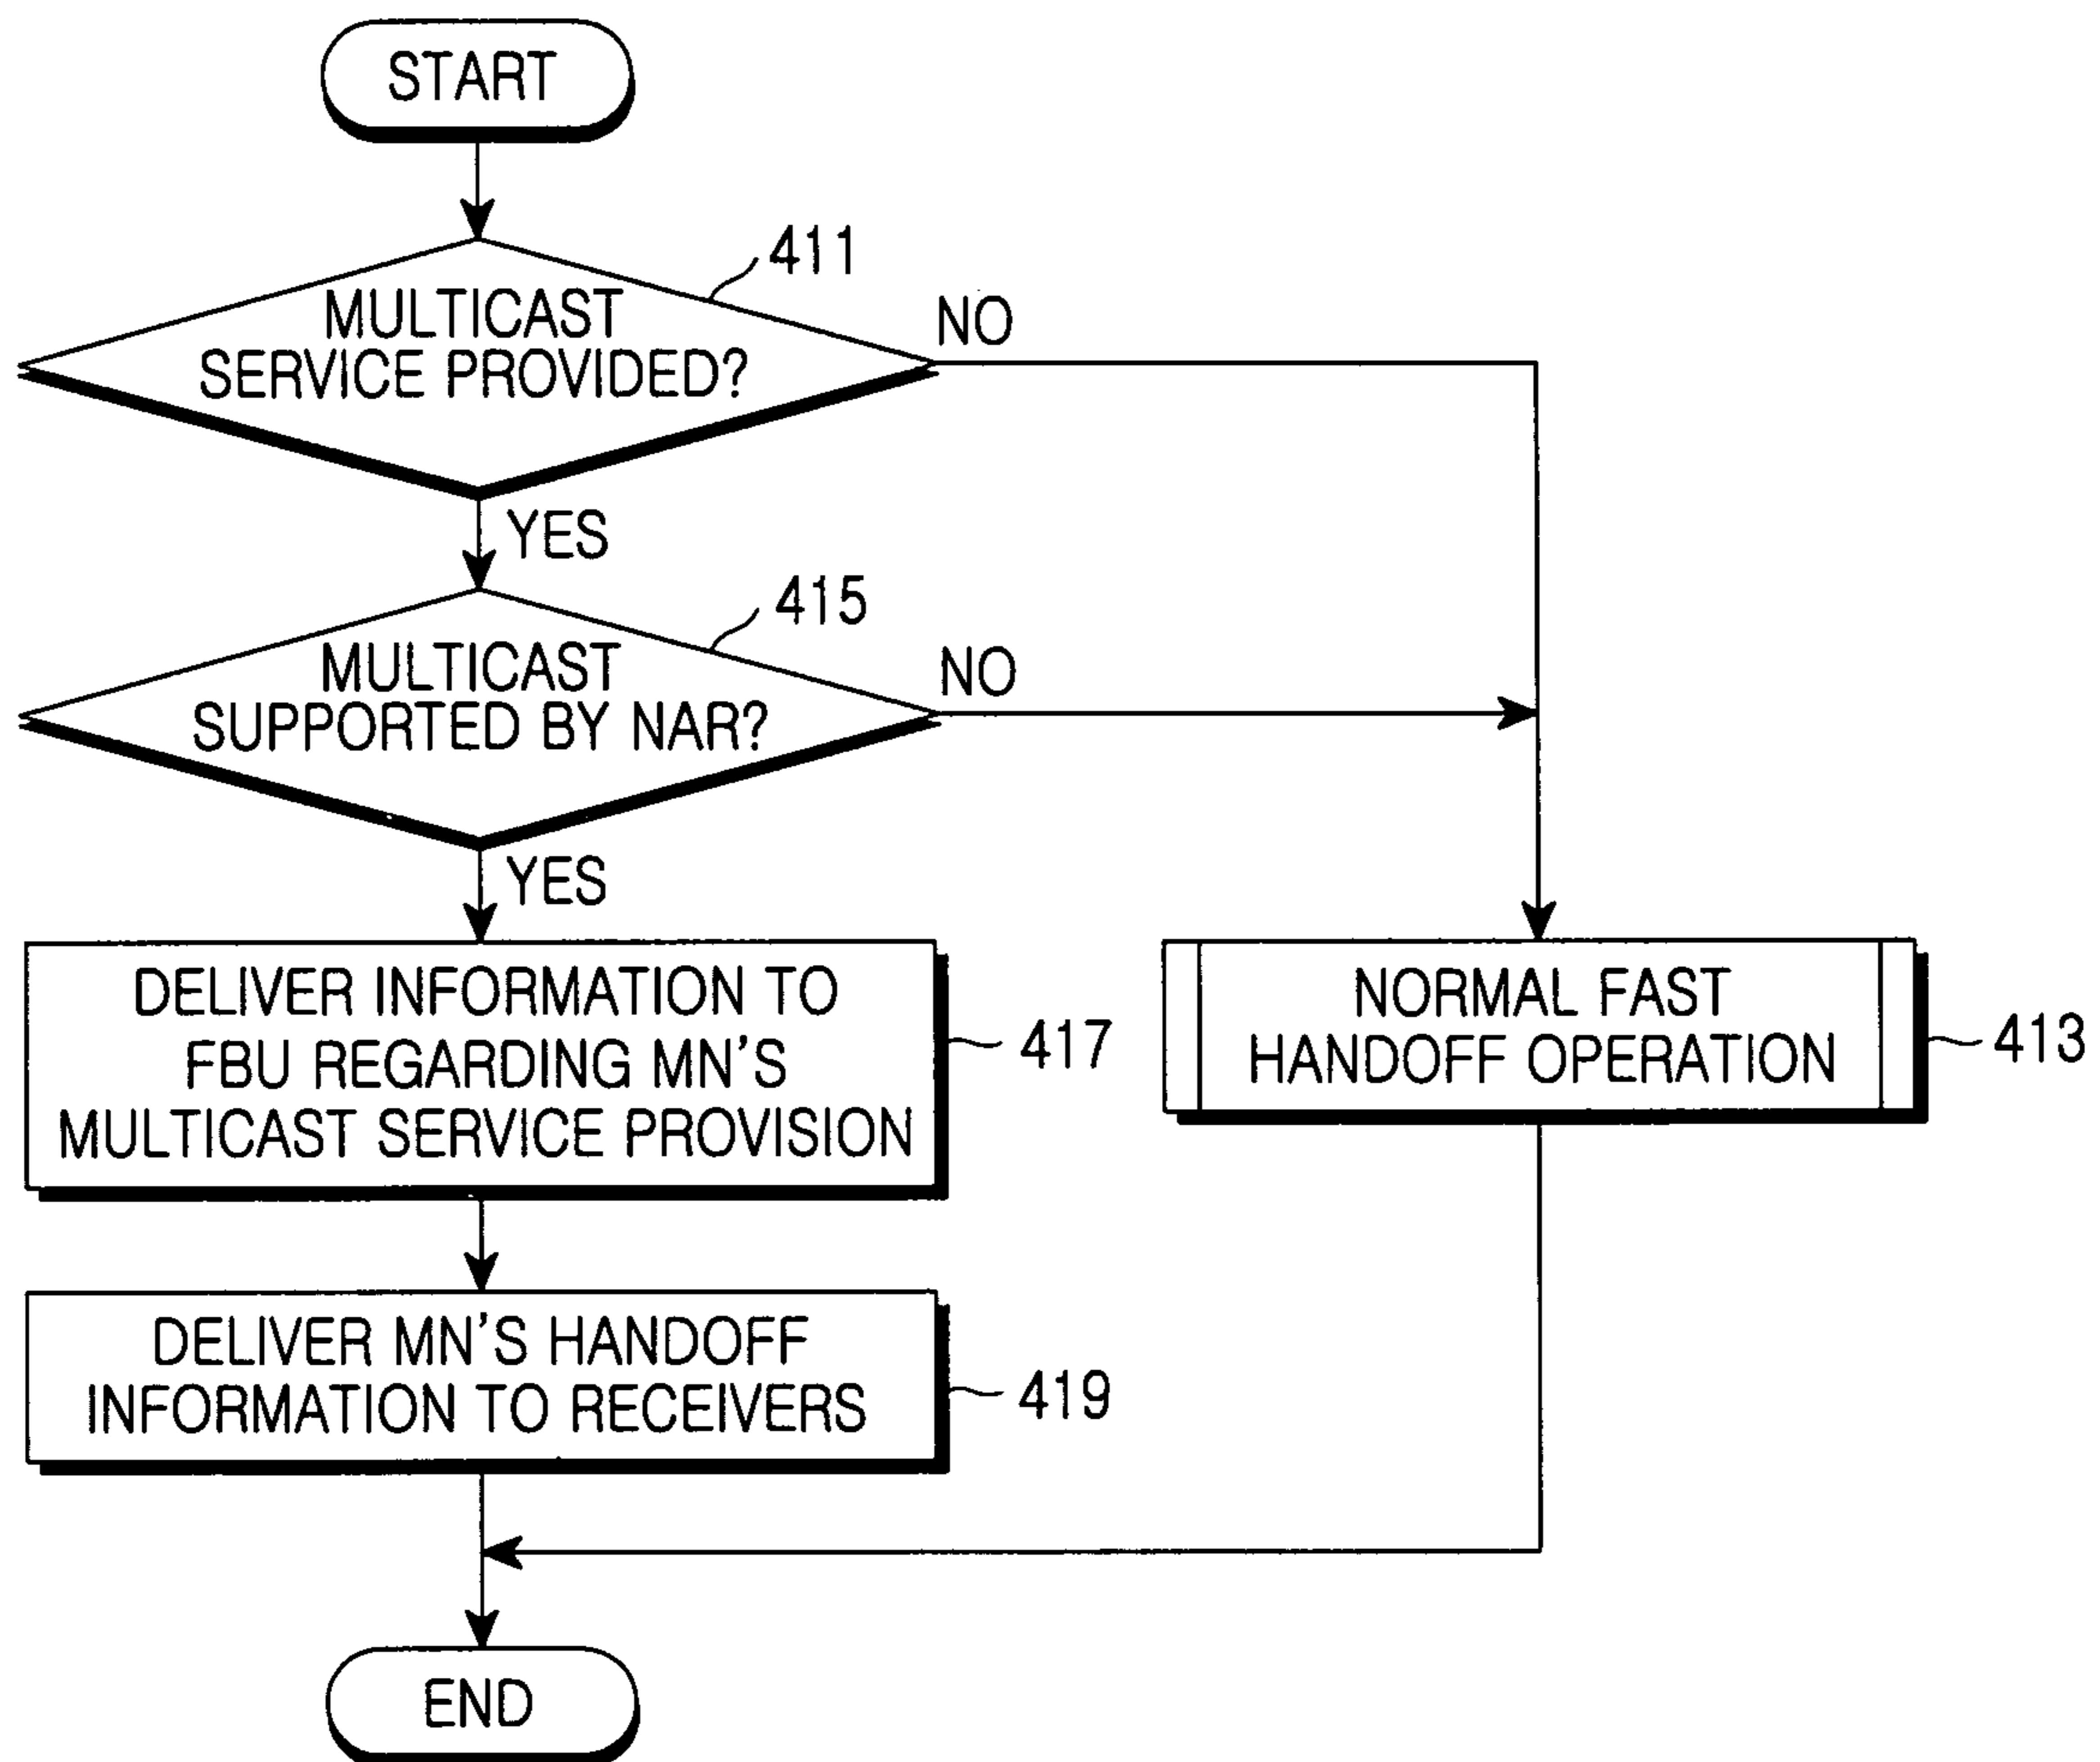 START
411
MULTICAST
SERVICE PROVIDED?
NO
YES
415
MULTICAST
SUPPORTED BY NAR?
NO
YES
DELIVER INFORMATION TO
FBU REGARDING MN'S
MULTICAST SERVICE PROVISION
417
NORMAL FAST
HANDOFF OPERATION
413
DELIVER MN'S HANDOFF
INFORMATION TO RECEIVERS
419
END